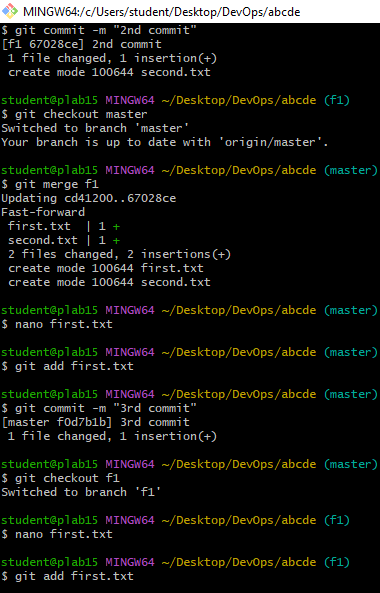 MINGW64:/c/Users/student/Desktop/DevOps/abcde
$ git commit -m "2nd commit"
[f1 67028ce] 2nd commit
 1 file changed, 1 insertion(+)
 create mode 100644 second.txt
student@plab15 MINGW64 ~/Desktop/DevOps/abcde (f1)
$ git checkout master
Switched to branch 'master'
Your branch is up to date with 'origin/master'.
student@plab15 MINGW64 ~/Desktop/DevOps/abcde (master)
$ git merge f1
Updating cd41200..67028ce
Fast-forward
 first.txt  | 1 +
 second.txt | 1 +
 2 files changed, 2 insertions(+)
 create mode 100644 first.txt
 create mode 100644 second.txt
student@plab15 MINGW64 ~/Desktop/DevOps/abcde (master)
$ nano first.txt
student@plab15 MINGW64 ~/Desktop/DevOps/abcde (master)
$ git add first.txt
student@plab15 MINGW64 ~/Desktop/DevOps/abcde (master)
$ git commit -m "3rd commit"
[master f0d7b1b] 3rd commit
 1 file changed, 1 insertion(+)
student@plab15 MINGW64 ~/Desktop/DevOps/abcde (master)
$ git checkout f1
Switched to branch 'f1'
student@plab15 MINGW64 ~/Desktop/DevOps/abcde (f1)
$ nano first.txt
student@plab15 MINGW64 ~/Desktop/DevOps/abcde (f1)
$ git add first.txt